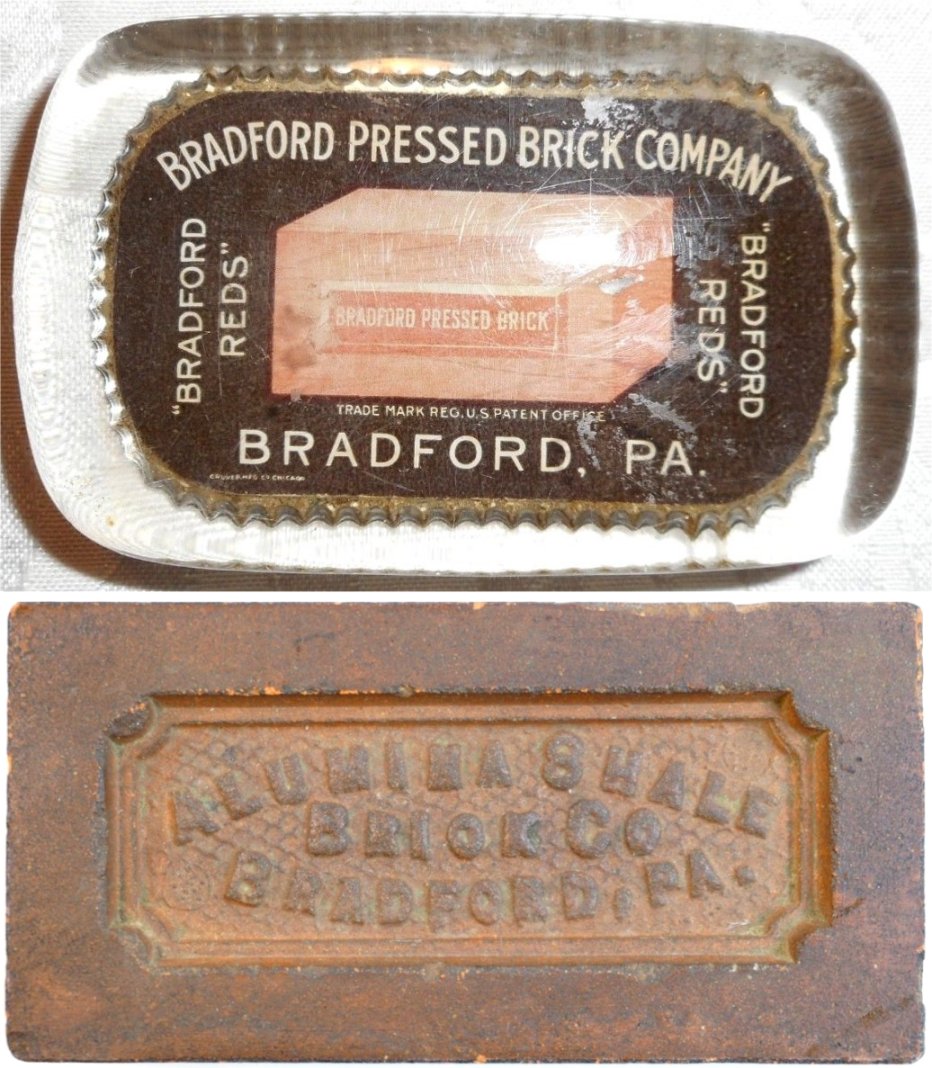 BRADFORD PRESSED BRICK COMPANY
"BRADFORD
REDS"
BRADFORD PRESSED BRICK
"BRADFORD
REDS"
TRADE MARK REG. U.S. PATENT OFFICE
BRADFORD, PA.
ALUMINA SHALE
BRICK CO
BRADFORD, PA.